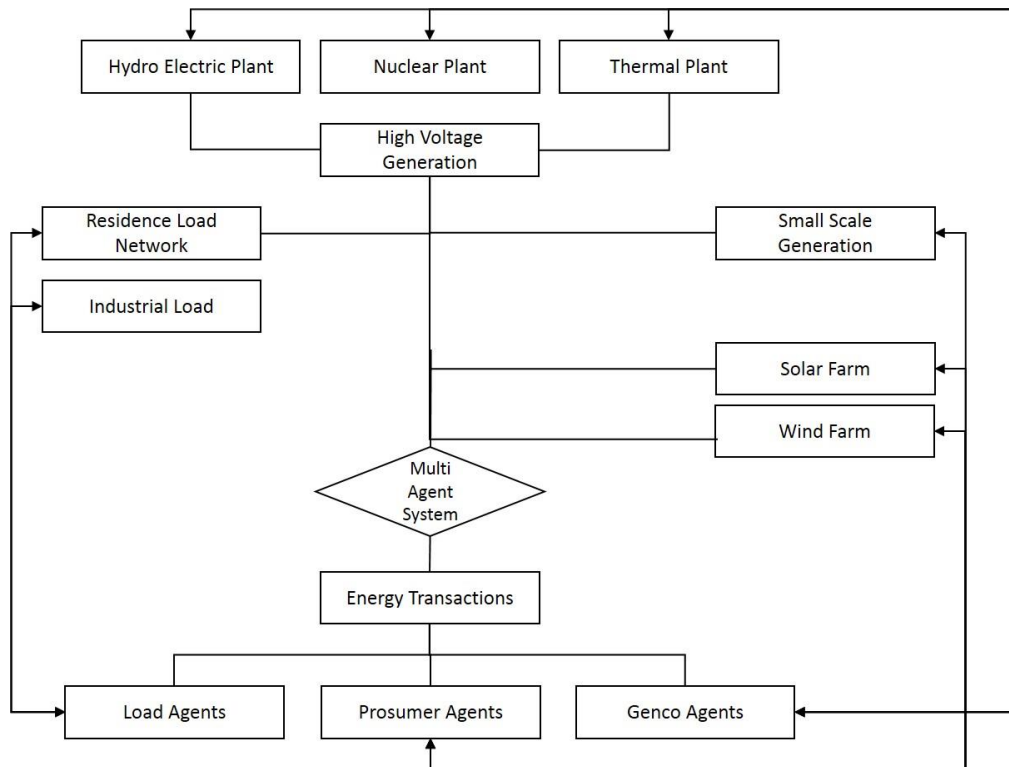 Hydro Electric Plant
Nuclear Plant
Thermal Plant
High Voltage
Generation
Residence Load
Network
Small Scale
Generation
Industrial Load
Solar Farm
Wind Farm
Multi
Agent
System
Energy Transactions
Load Agents
Prosumer Agents
Genco Agents